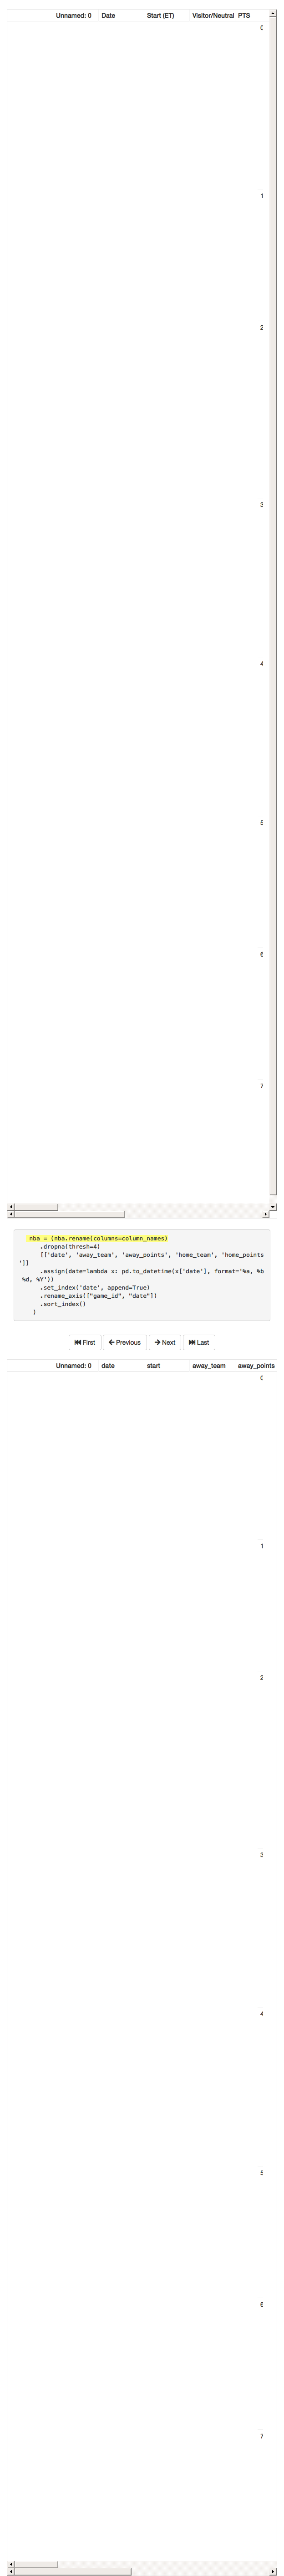 Unnamed: 0 Date Start (ET) Visitor/Neutral PTS
0
1
2
3
4
5
6
7
nba = (nba.rename(columns=column_names)
.dropna(thresh=4)
[['date', 'away_team', 'away_points', 'home_team', 'home_points
']]
.assign(date=lambda x: pd.to_datetime(x['date'], format='%a, %b
%d, %Y'))
.set_index('date', append=True)
.rename_axis(["game_id", "date"])
.sort_index()
)
First Previous Next Last
Unnamed: 0 date start away_team away_points
0
1
2
3
4
5
6
7